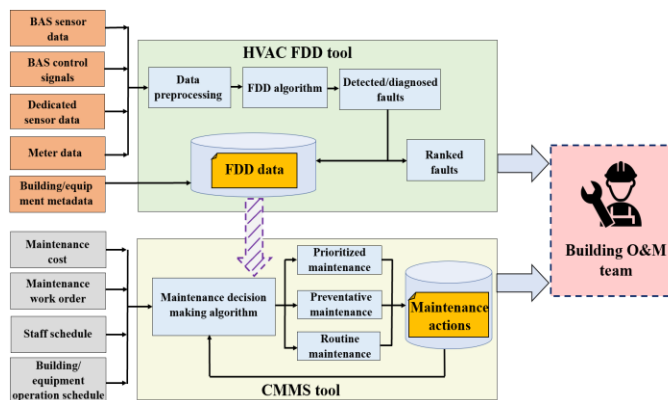 BAS sensor
data
BAS control
signals
Dedicated
sensor data
Meter data
Building/equip
ment metadata
HVAC FDD tool
Data
preprocessing
FDD algorithm
Detected/diagnosed
faults
FDD data
Ranked
faults
Maintenance
cost
Maintenance
work order
Staff schedule
Building/
equipment
operation schedule
Maintenance decision
making algorithm
Prioritized
maintenance
Preventative
maintenance
Routine
maintenance
Maintenance
actions
CMMS tool
Building O&M
team